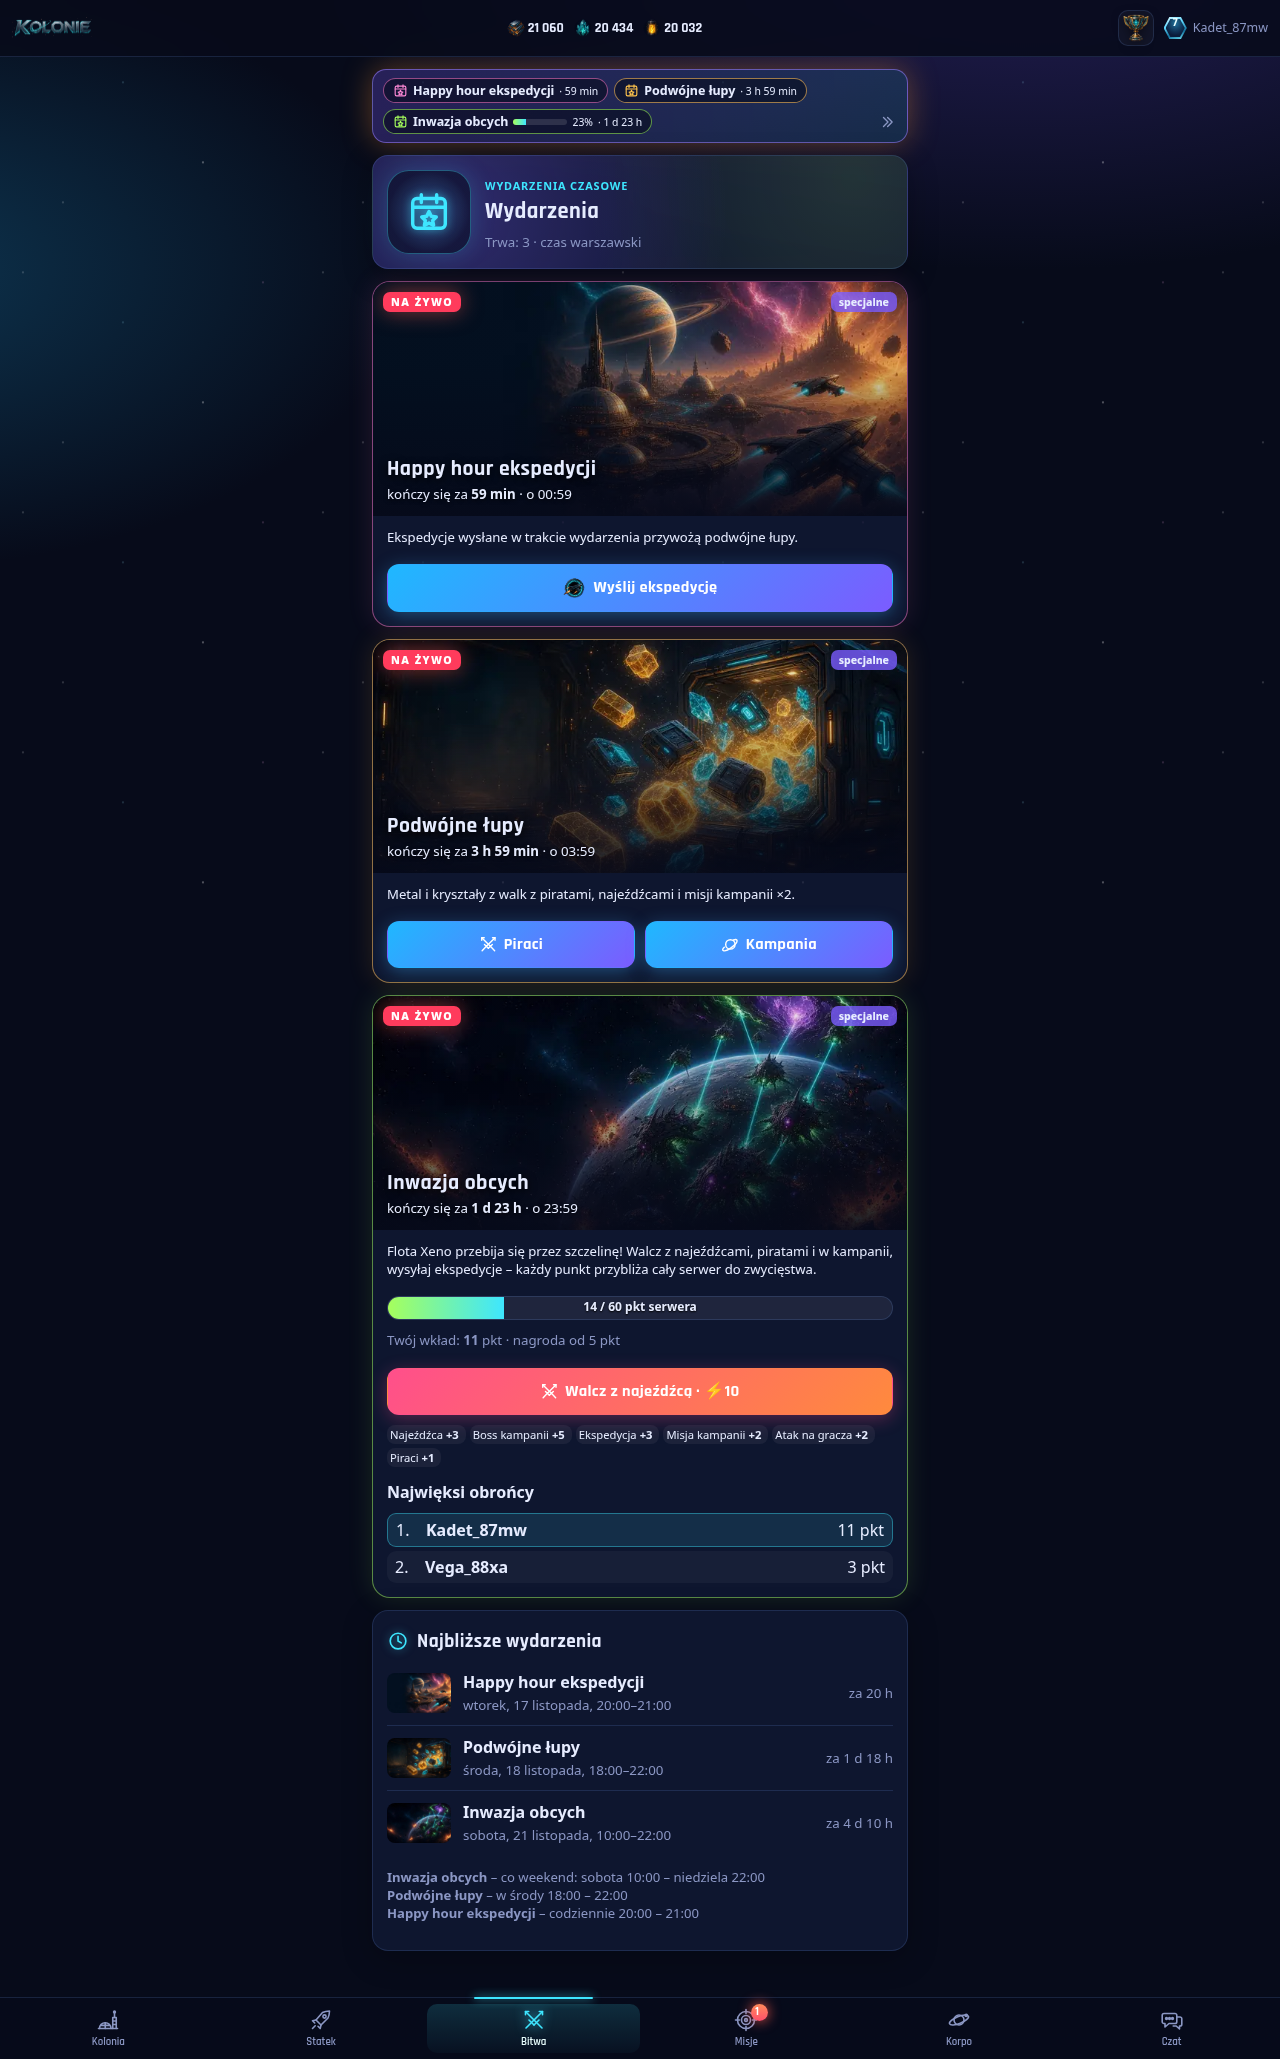 KOLONIE
21 060 20 434 20 032
Kadet_87mw
Happy hour ekspedycji · 59 min
Podwójne łupy · 3 h 59 min
Inwazja obcych 23% · 1 d 23 h
WYDARZENIA CZASOWE
Wydarzenia
Trwa: 3 · czas warszawski
NA ŻYWO
specjalne
Happy hour ekspedycji
kończy się za 59 min · o 00:59
Ekspedycje wysłane w trakcie wydarzenia przywożą podwójne łupy.
Wyślij ekspedycję
NA ŻYWO
specjalne
Podwójne łupy
kończy się za 3 h 59 min · o 03:59
Metal i kryształy z walk z piratami, najeźdźcami i misji kampanii ×2.
Piraci
Kampania
NA ŻYWO
specjalne
Inwazja obcych
kończy się za 1 d 23 h · o 23:59
Flota Xeno przebija się przez szczelinę! Walcz z najeźdźcami, piratami i w kampanii,
wysyłaj ekspedycje – każdy punkt przybliża cały serwer do zwycięstwa.
14 / 60 pkt serwera
Twój wkład: 11 pkt · nagroda od 5 pkt
Walcz z najeźdźcą · ⚡10
Najeźdźca +3 Boss kampanii +5 Ekspedycja +3 Misja kampanii +2 Atak na gracza +2
Piraci +1
Najwięksi obrońcy
1. Kadet_87mw 11 pkt
2. Vega_88xa 3 pkt
Najbliższe wydarzenia
Happy hour ekspedycji
wtorek, 17 listopada, 20:00–21:00
za 20 h
Podwójne łupy
środa, 18 listopada, 18:00–22:00
za 1 d 18 h
Inwazja obcych
sobota, 21 listopada, 10:00–22:00
za 4 d 10 h
Inwazja obcych – co weekend: sobota 10:00 – niedziela 22:00
Podwójne łupy – w środy 18:00 – 22:00
Happy hour ekspedycji – codziennie 20:00 – 21:00
Kolonia
Statek
Bitwa
1
Misje
Korpo
Czat